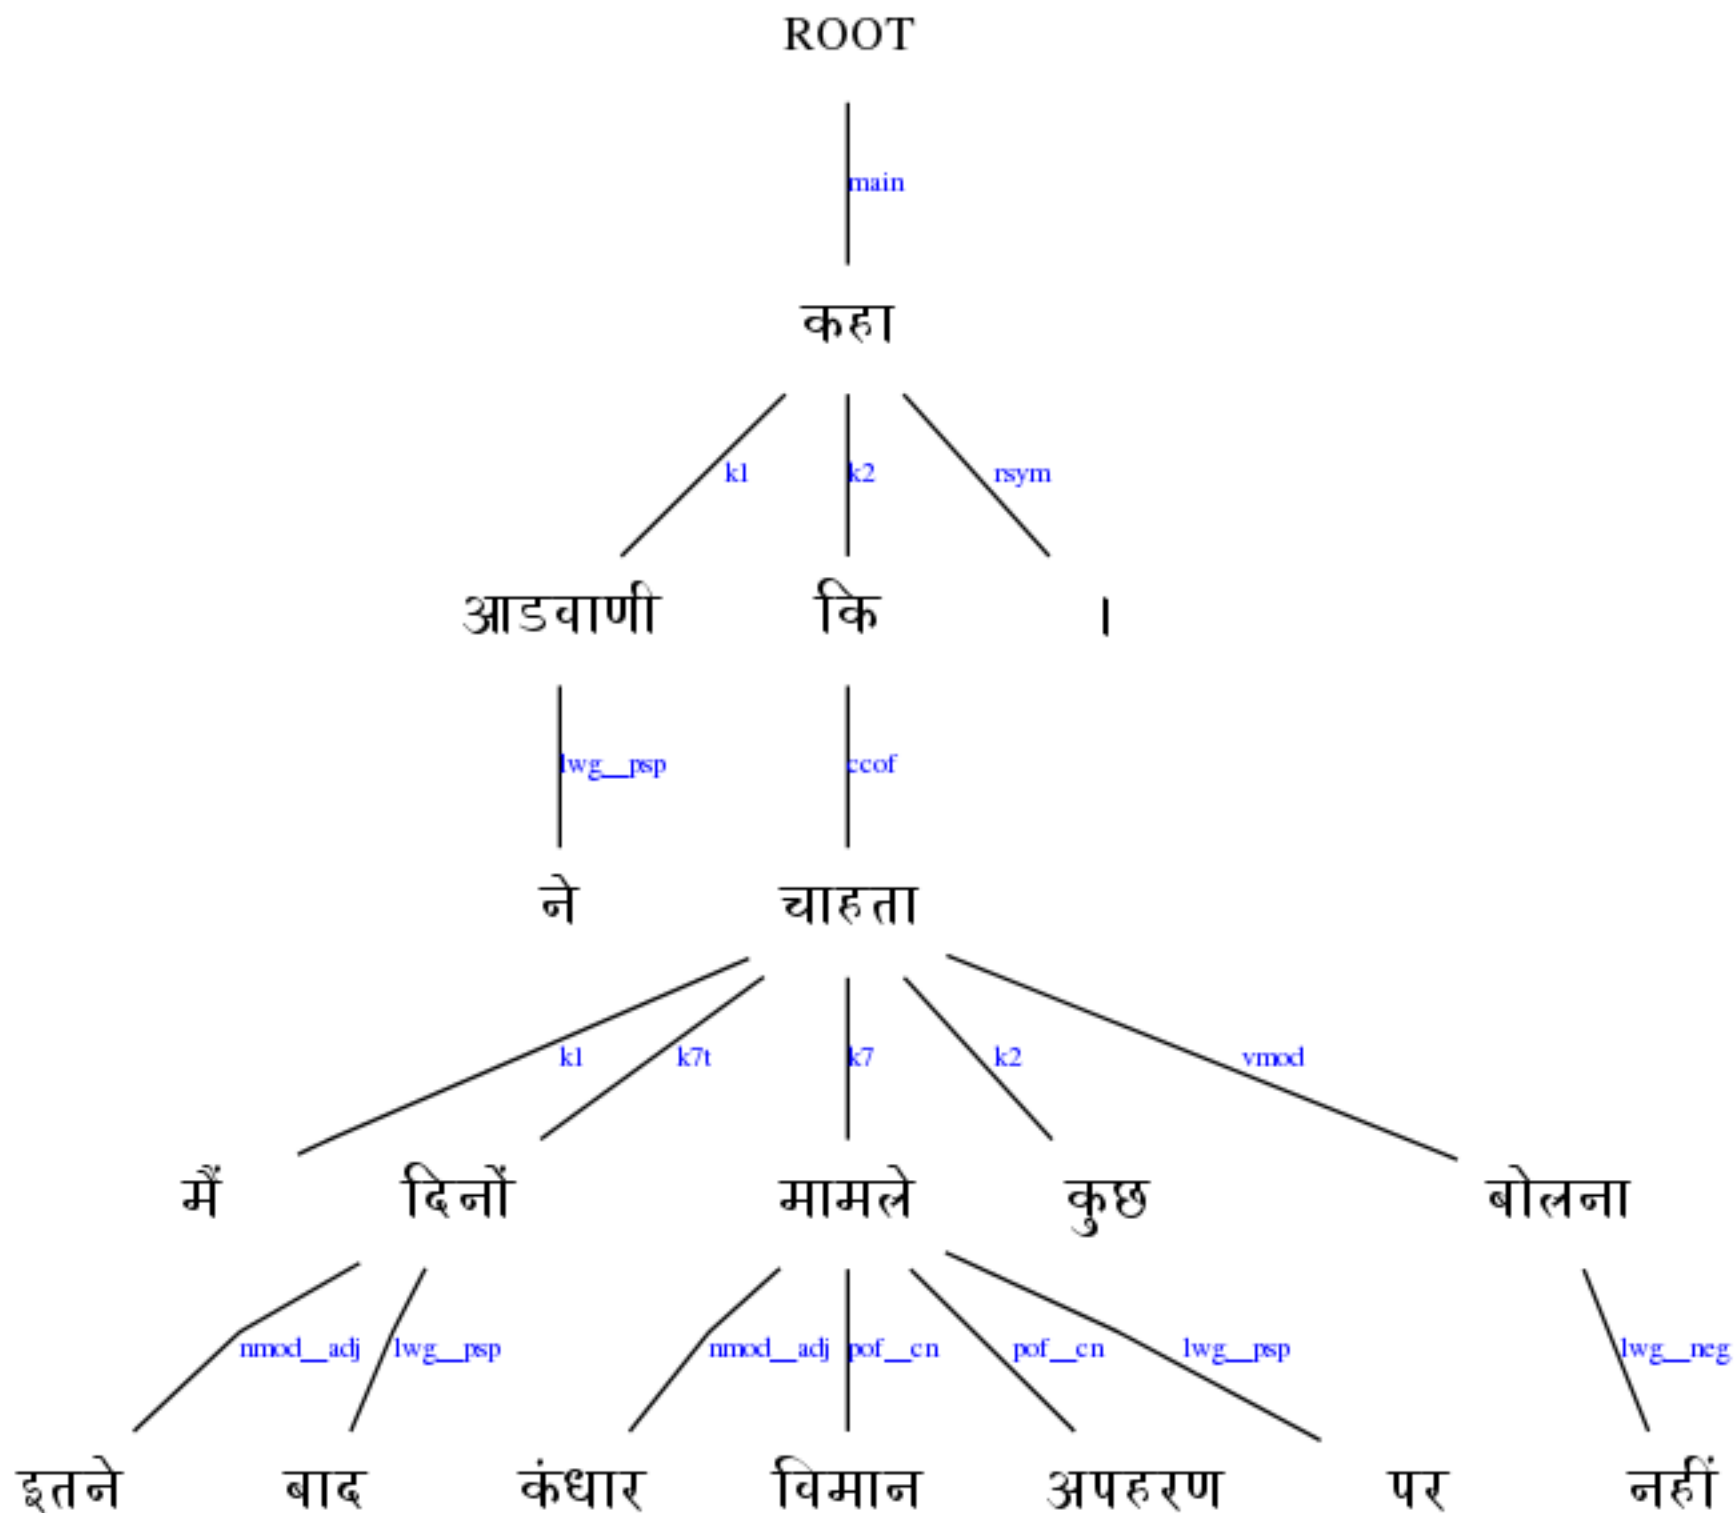 ROOT
main
कहा
k1 k2 rsym
आडवाणी कि ।
lwg__psp ccof
ने चाहता
k1 k7t k7 k2 vmod
मैं दिनों मामले कुछ बोलना
nmod__adj lwg__psp nmod__adj pof__cn pof__cn lwg__psp lwg__neg
इतने बाद कंधार विमान अपहरण पर नहीं